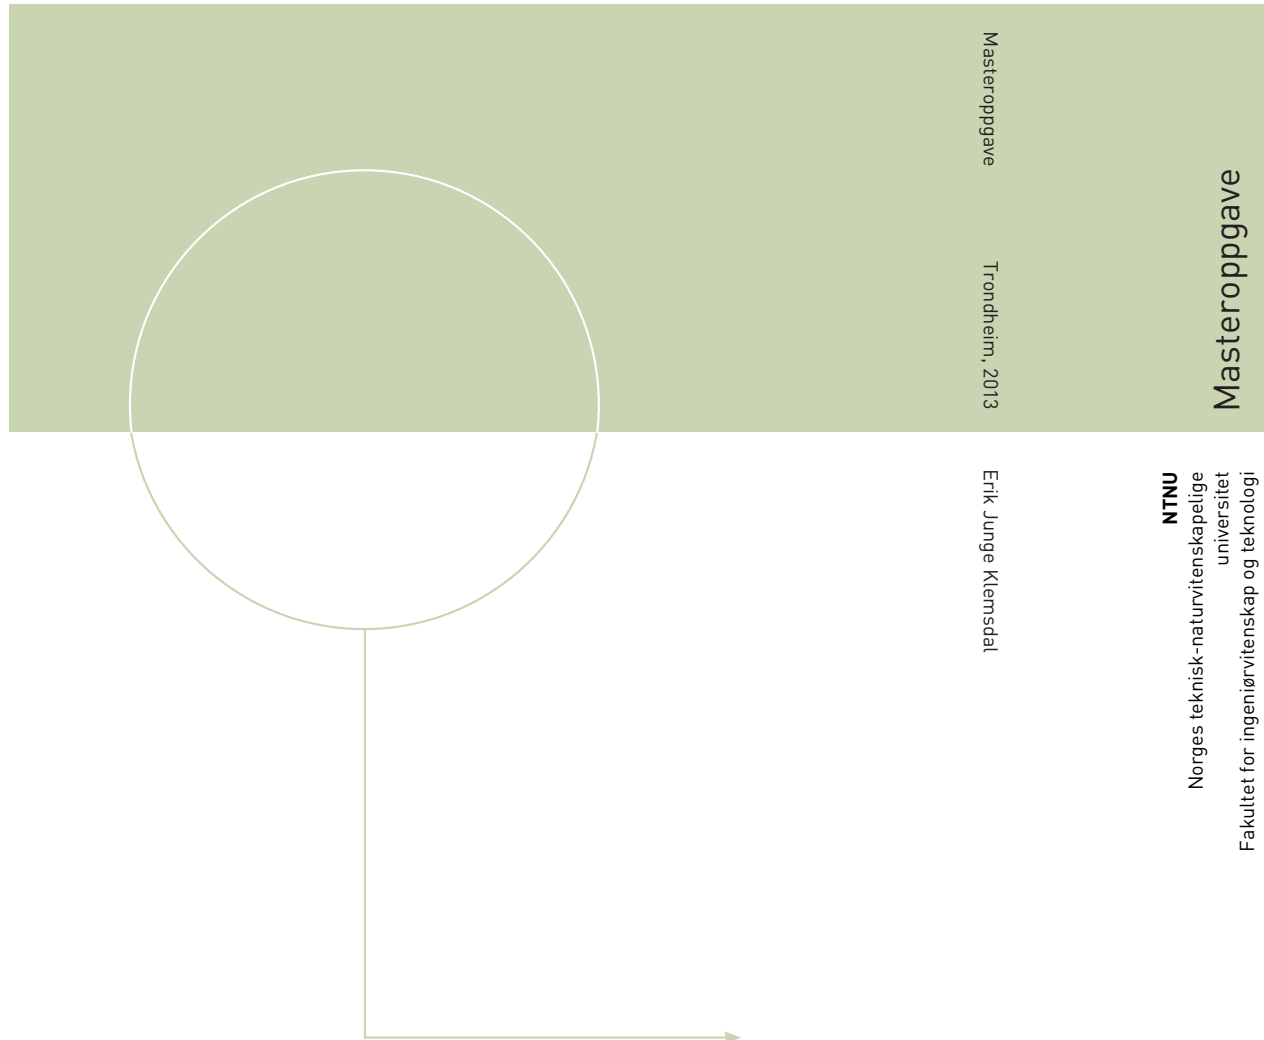 Masteroppgave
Trondheim, 2013
Erik Junge Klemsdal
Masteroppgave
NTNU
Norges teknisk-naturvitenskapelige
universitet
Fakultet for ingeniørvitenskap og teknologi